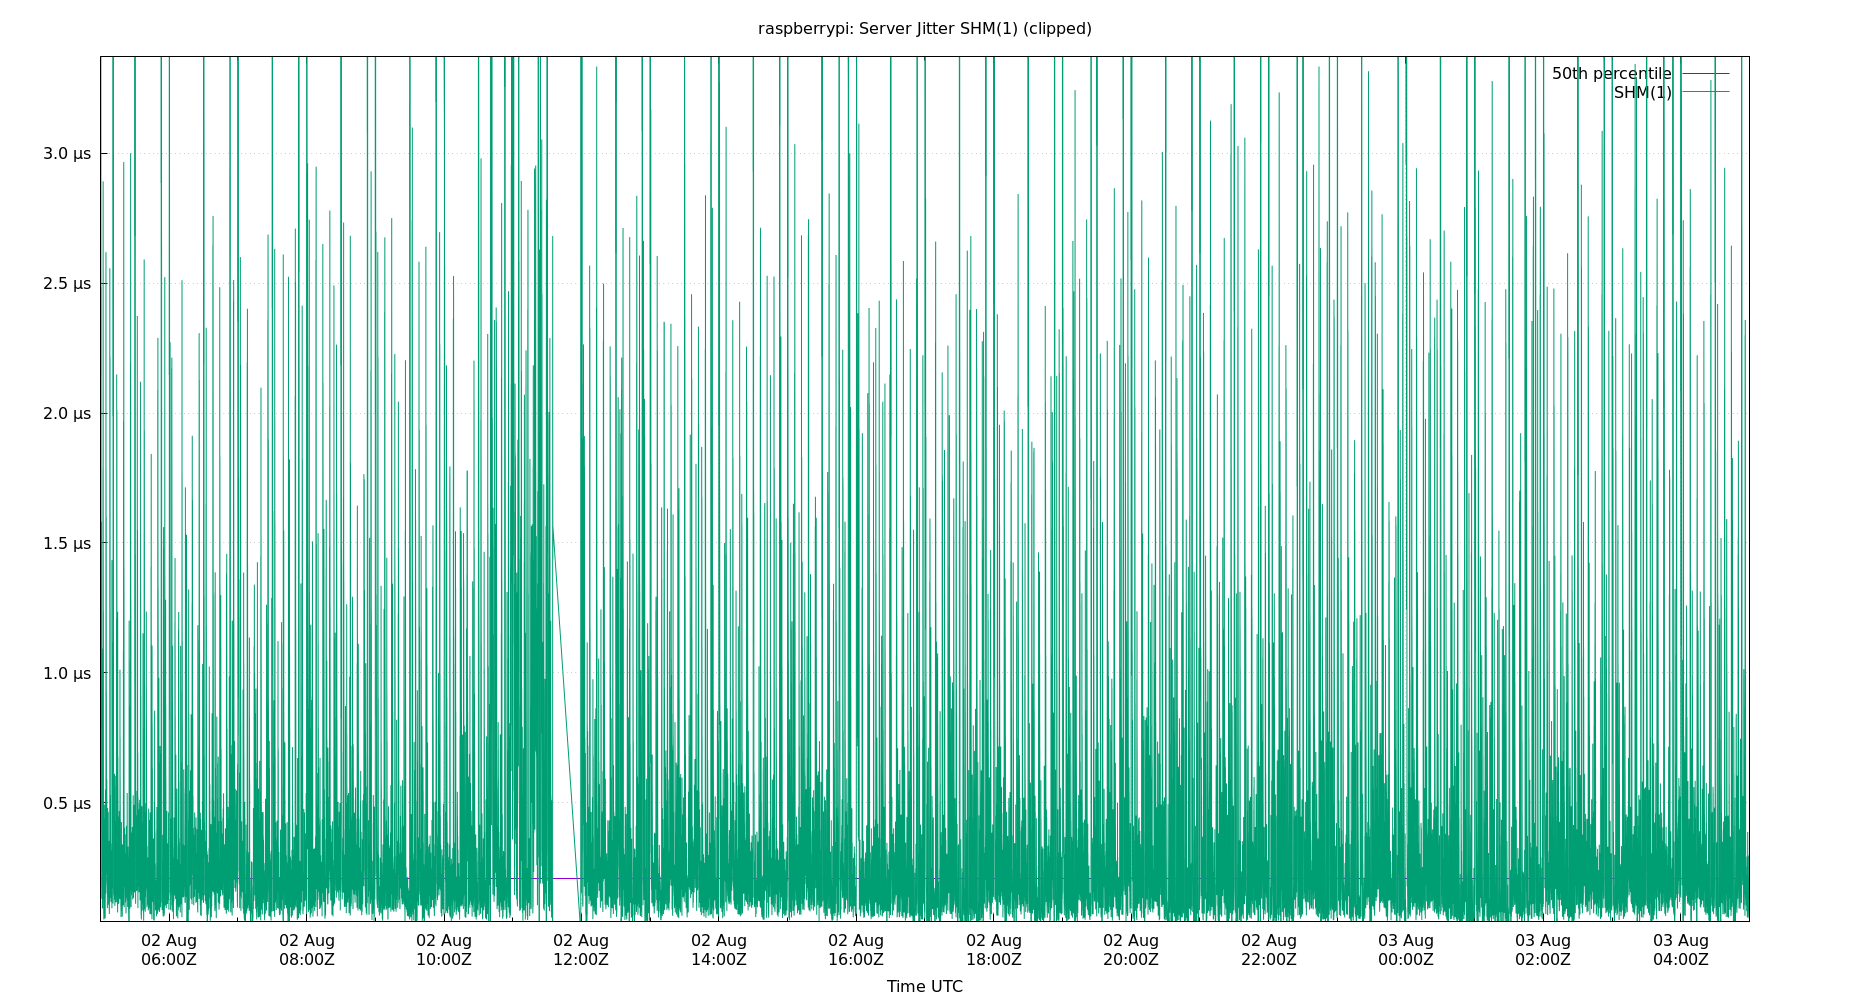 raspberrypi: Server Jitter SHM(1) (clipped)
50th percentile
SHM(1)
3.0 µs
2.5 µs
2.0 µs
1.5 µs
1.0 µs
0.5 µs
02 Aug 02 Aug 02 Aug 02 Aug 02 Aug 02 Aug 02 Aug 02 Aug 02 Aug 03 Aug 03 Aug 03 Aug
06:00Z 08:00Z 10:00Z 12:00Z 14:00Z 16:00Z 18:00Z 20:00Z 22:00Z 00:00Z 02:00Z 04:00Z
Time UTC